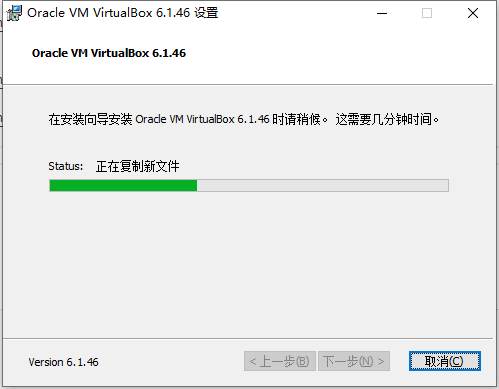 Oracle VM VirtualBox 6.1.46 设置
Oracle VM VirtualBox 6.1.46
在安装向导安装 Oracle VM VirtualBox 6.1.46 时请稍候。 这需要几分钟时间。
Status: 正在复制新文件
Version 6.1.46 < 上一步(B) 下一步(N) > 取消(C)